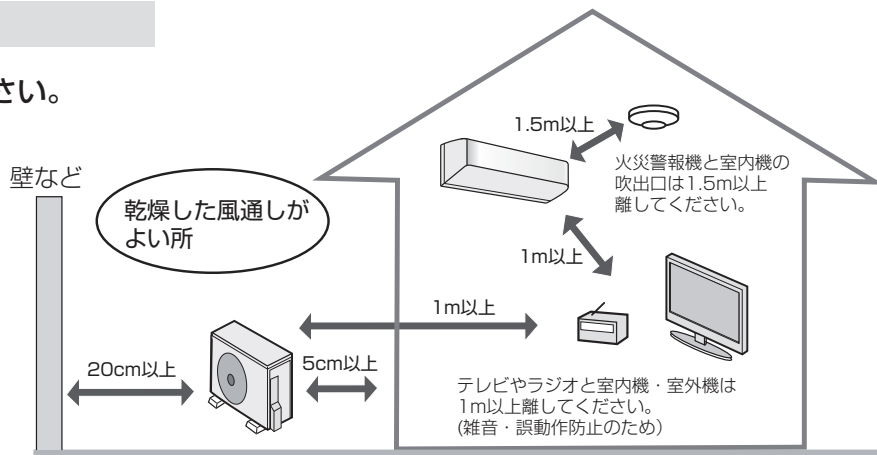 さい。
壁など
乾燥した風通しが
よい所
1.5m以上
火災警報機と室内機の
吹出口は1.5m以上
離してください。
1m以上
1m以上
20cm以上
5cm以上
テレビやラジオと室内機・室外機は
1m以上離してください。
(雑音・誤動作防止のため)